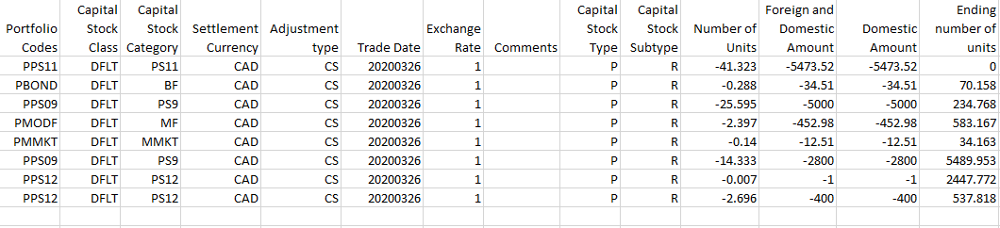 Capital Capital Capital Capital Foreign and Ending
Portfolio Stock Stock Settlement Adjustment Exchange Stock Stock Number of Domestic Domestic number of
Codes Class Category Currency type Trade Date Rate Comments Type Subtype Units Amount Amount units
PPS11 DFLT PS11 CAD CS 20200326 1 P R -41.323 -5473.52 -5473.52 0
PBOND DFLT BF CAD CS 20200326 1 P R -0.288 -34.51 -34.51 70.158
PPS09 DFLT PS9 CAD CS 20200326 1 P R -25.595 -5000 -5000 234.768
PMODF DFLT MF CAD CS 20200326 1 P R -2.397 -452.98 -452.98 583.167
PMMKT DFLT MMKT CAD CS 20200326 1 P R -0.14 -12.51 -12.51 34.163
PPS09 DFLT PS9 CAD CS 20200326 1 P R -14.333 -2800 -2800 5489.953
PPS12 DFLT PS12 CAD CS 20200326 1 P R -0.007 -1 -1 2447.772
PPS12 DFLT PS12 CAD CS 20200326 1 P R -2.696 -400 -400 537.818